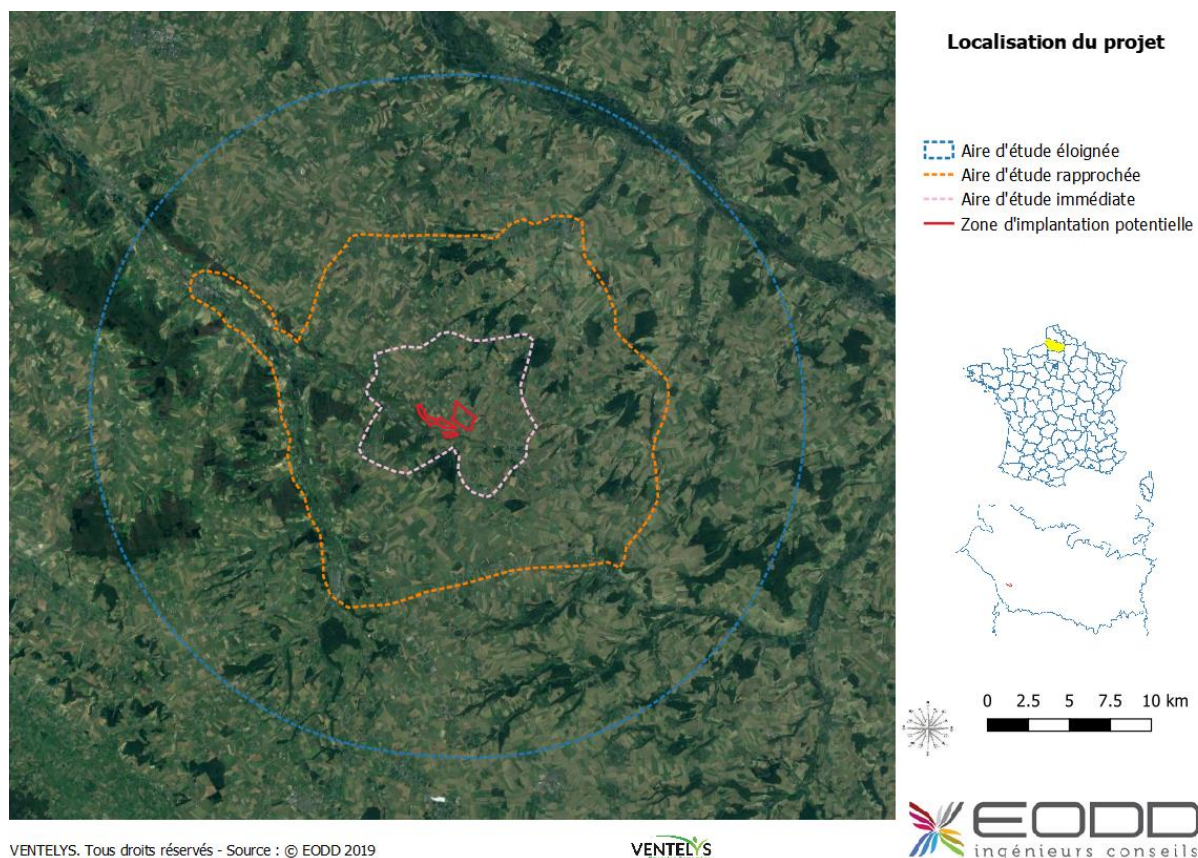 Localisation du projet
Aire d'étude éloignée
Aire d'étude rapprochée
Aire d'étude immédiate
Zone d'implantation potentielle
0 2.5 5 7.5 10 km
EODD
ingénieurs conseils
VENTELYS. Tous droits réservés - Source : © EODD 2019
VENTELYS